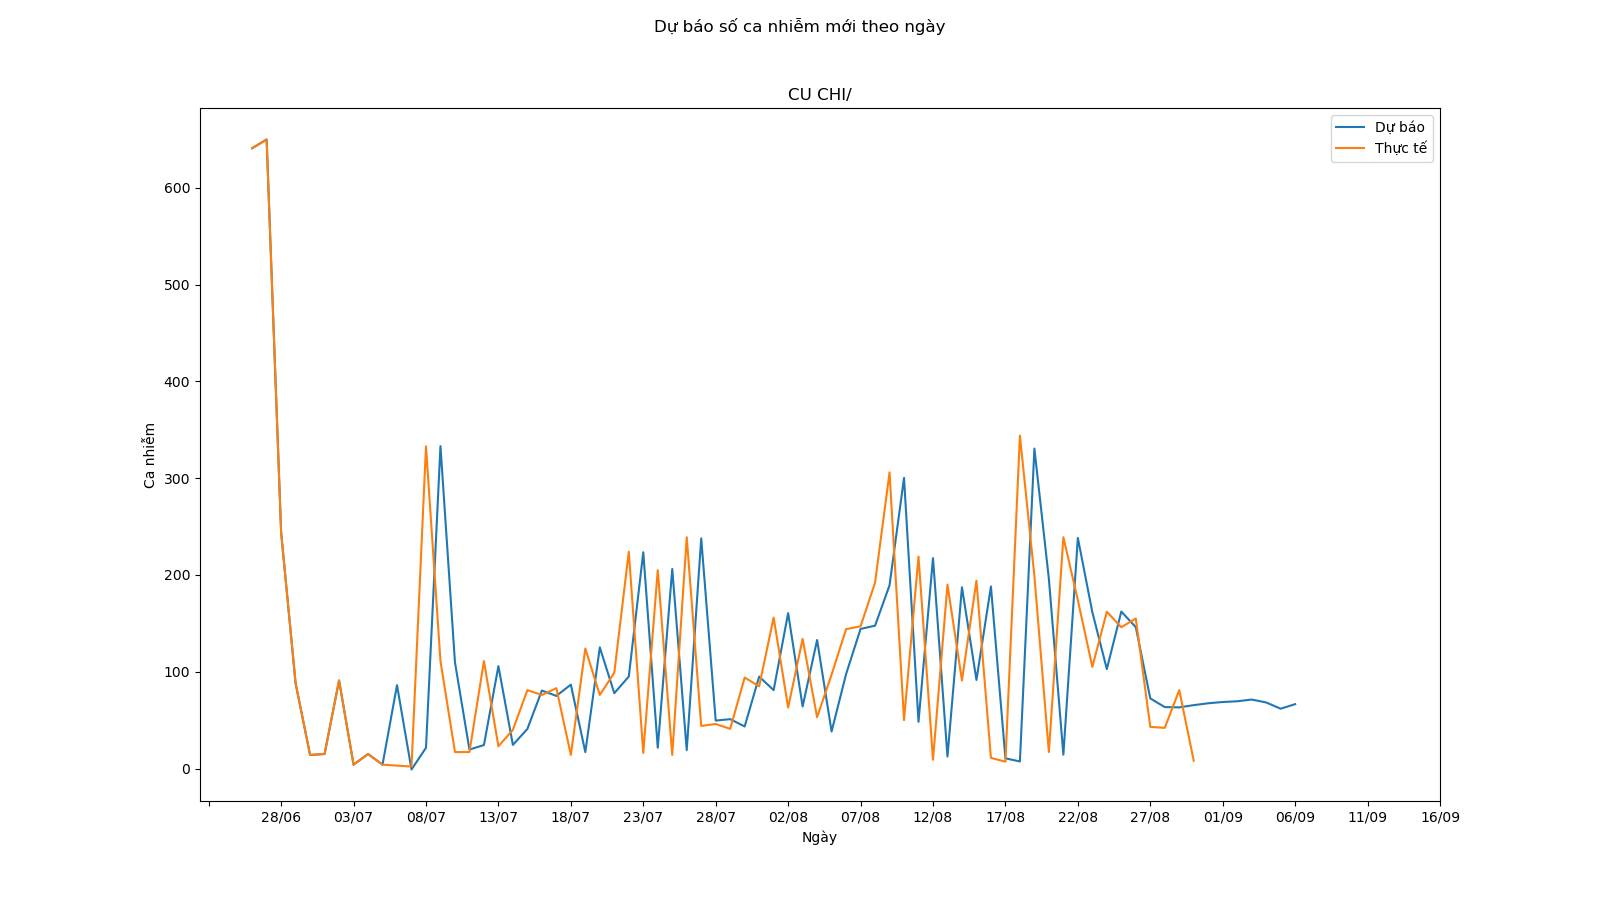 Dự báo số ca nhiễm mới theo ngày
CU CHI/
Dự báo
Thực tế
600
500
400
300
200
100
0
Ca nhiễm
28/06 03/07 08/07 13/07 18/07 23/07 28/07 02/08 07/08 12/08 17/08 22/08 27/08 01/09 06/09 11/09 16/09
Ngày